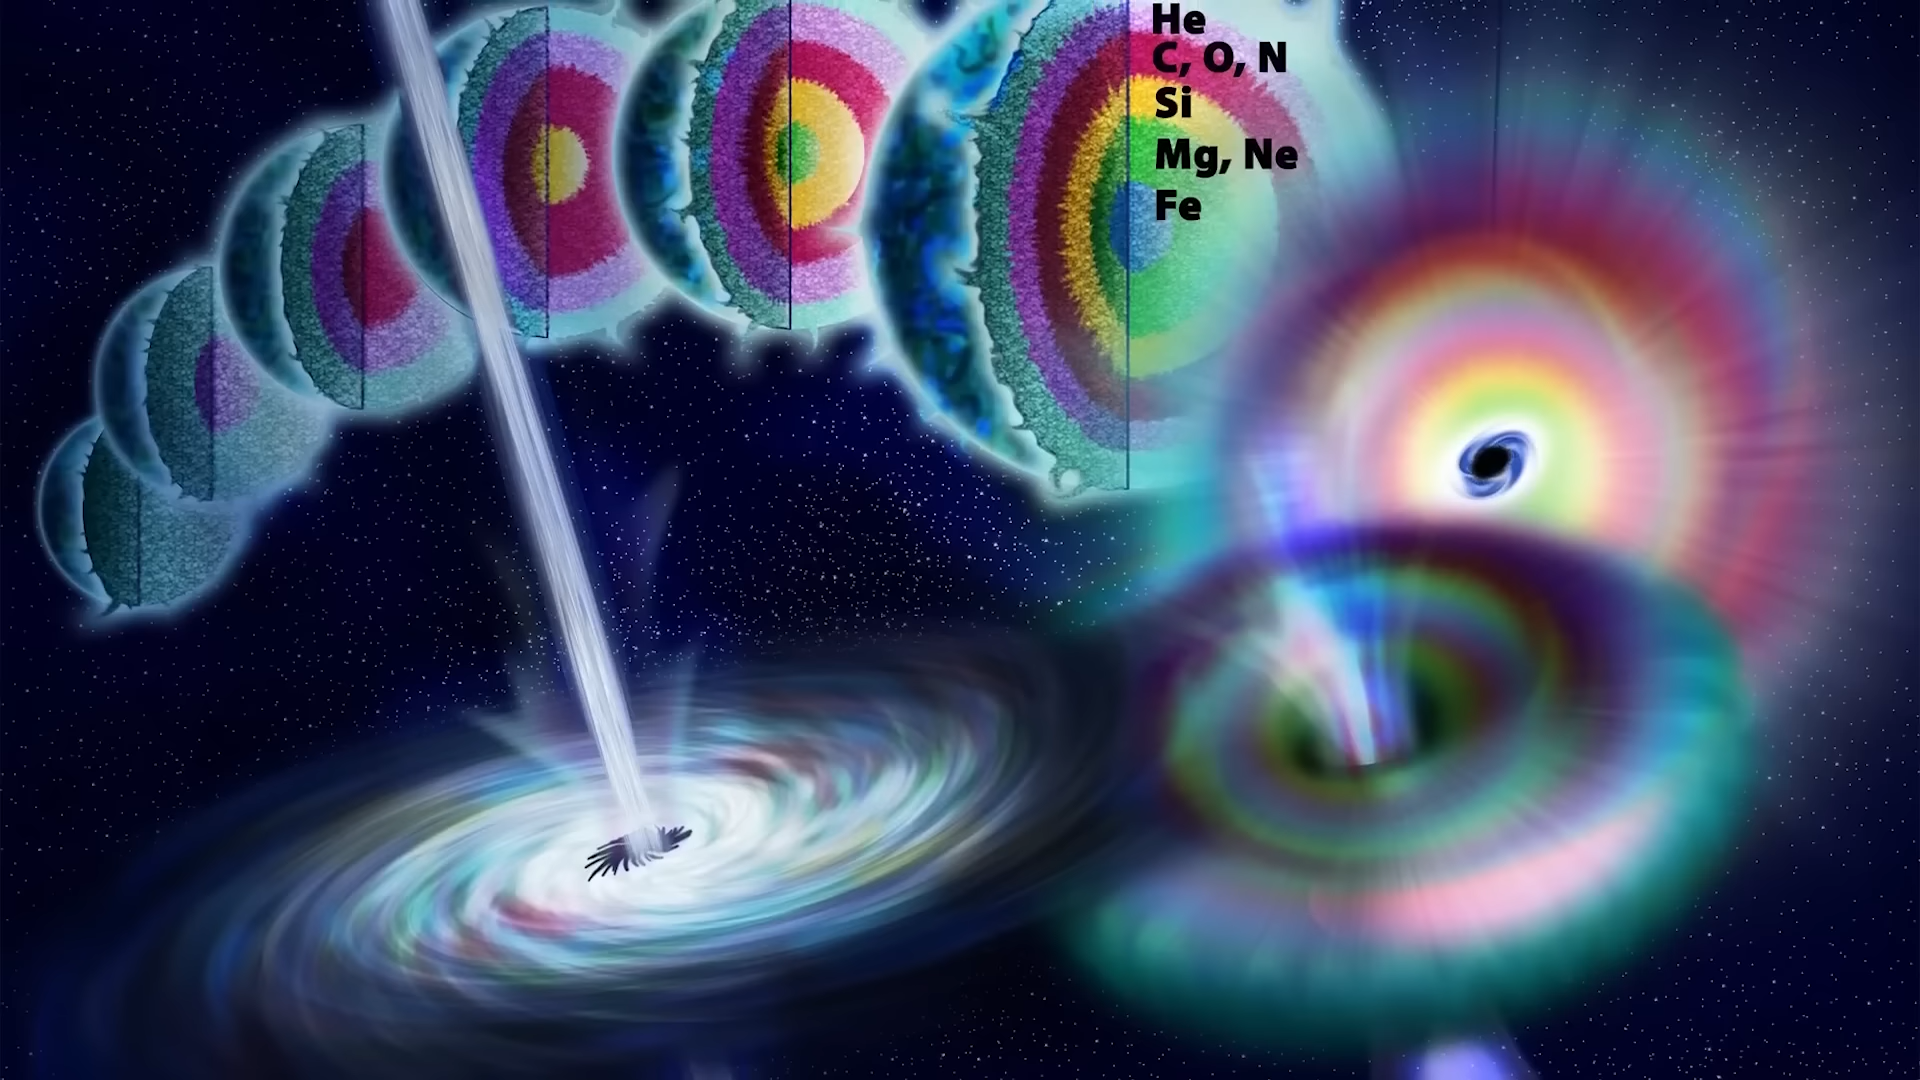 He
C, O, N
Si
Mg, Ne
Fe